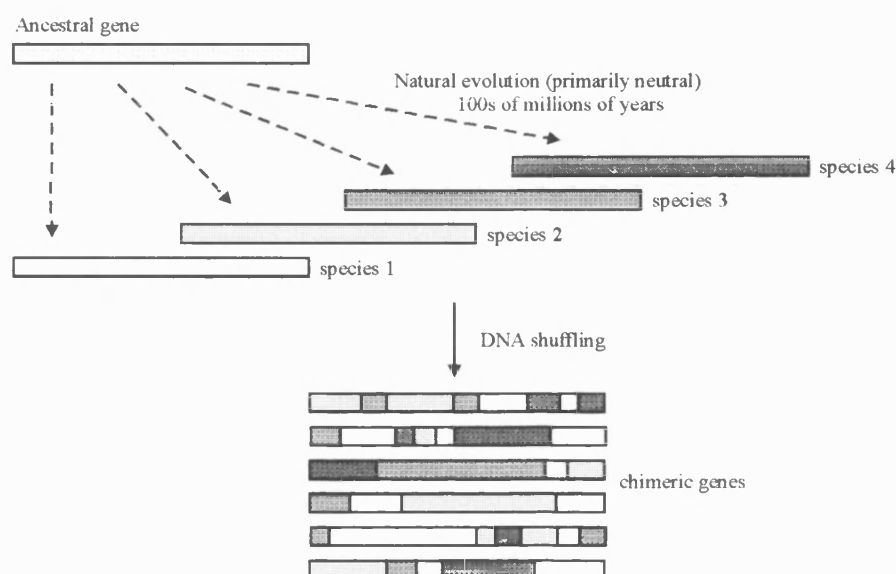 Ancestral gene
Natural evolution (primarily neutral)
100s of millions of years
species 4
species 3
species 2
species 1
DNA shuffling
chimeric genes